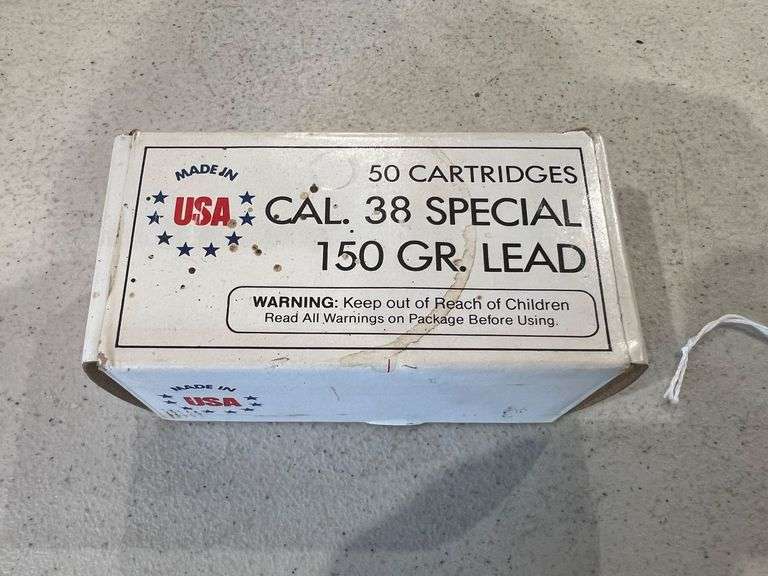 MADE IN
USA
50 CARTRIDGES
CAL. 38 SPECIAL
150 GR. LEAD
WARNING: Keep out of Reach of Children
Read All Warnings on Package Before Using.
MADE IN
USA